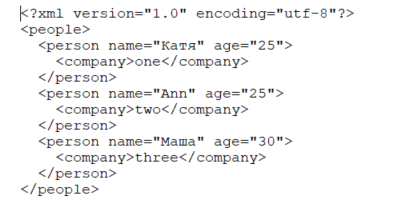 <?xml version="1.0" encoding="utf-8"?>
<people>
  <person name="Катя" age="25">
    <company>one</company>
  </person>
  <person name="Ann" age="25">
    <company>two</company>
  </person>
  <person name="Маша" age="30">
    <company>three</company>
  </person>
</people>